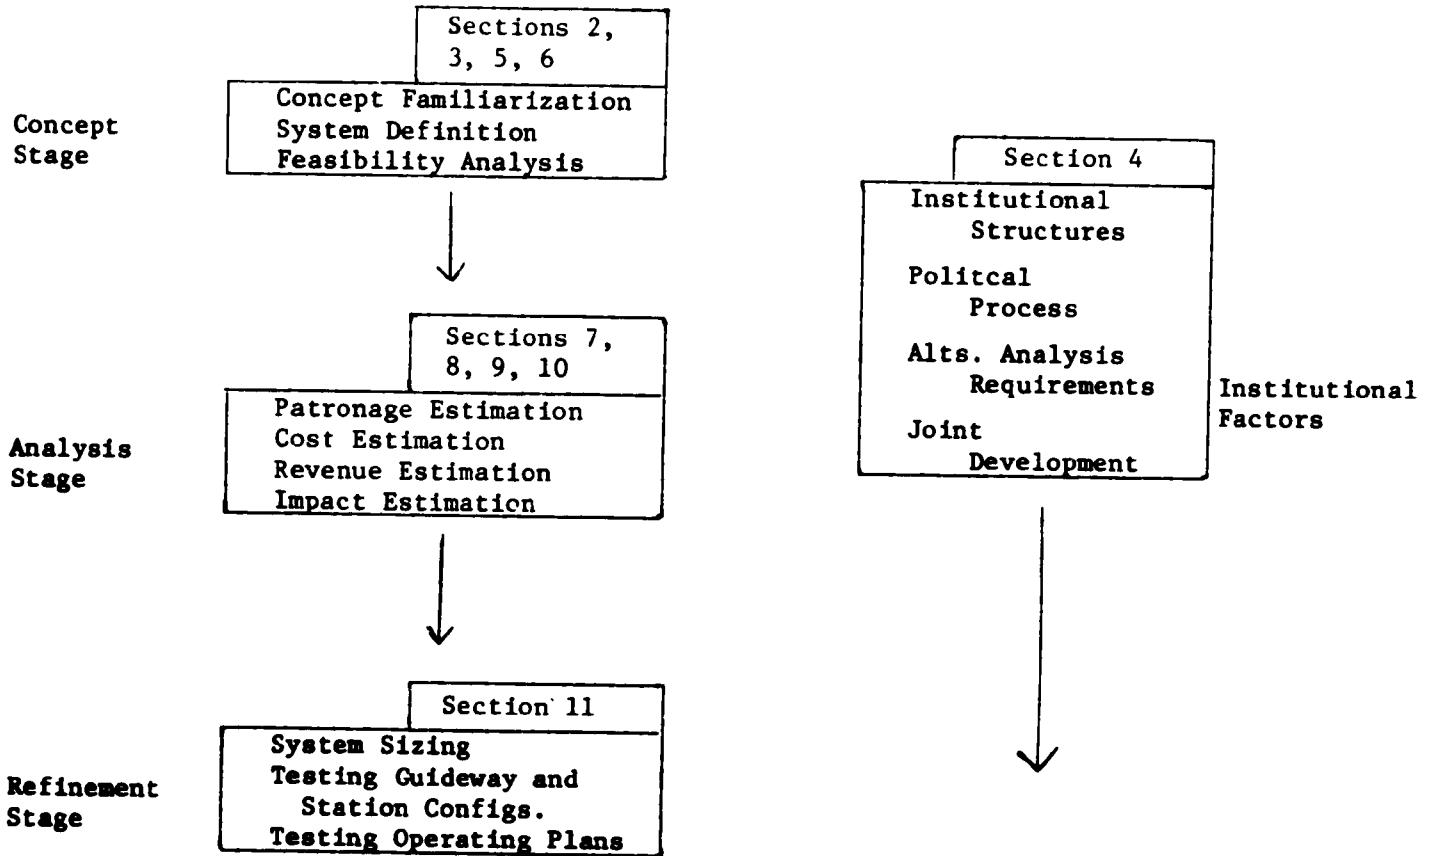 Sections 2,
3, 5, 6
Concept Familiarization
System Definition
Feasibility Analysis
Concept
Stage
Sections 7,
8, 9, 10
Patronage Estimation
Cost Estimation
Revenue Estimation
Impact Estimation
Analysis
Stage
Section 11
System Sizing
Testing Guideway and
Station Configs.
Testing Operating Plans
Refinement
Stage
Section 4
Institutional
Structures
Politcal
Process
Alts. Analysis
Requirements
Joint
Development
Institutional
Factors